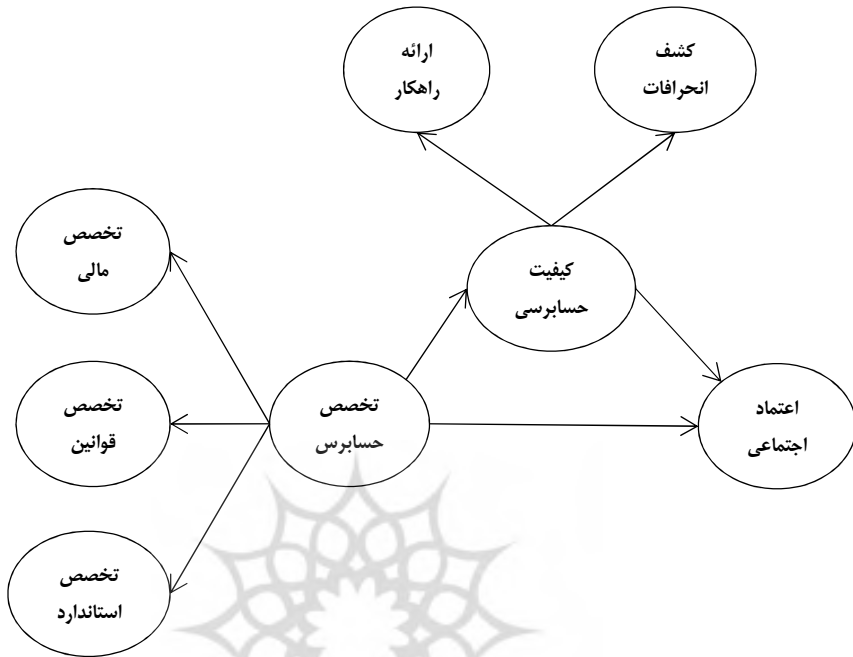 ارائه
راهکار
کشف
انحرافات
تخصص
مالی
کیفیت
حسابرسی
تخصص
قوانین
تخصص
حسابرس
اعتماد
اجتماعی
تخصص
استاندارد